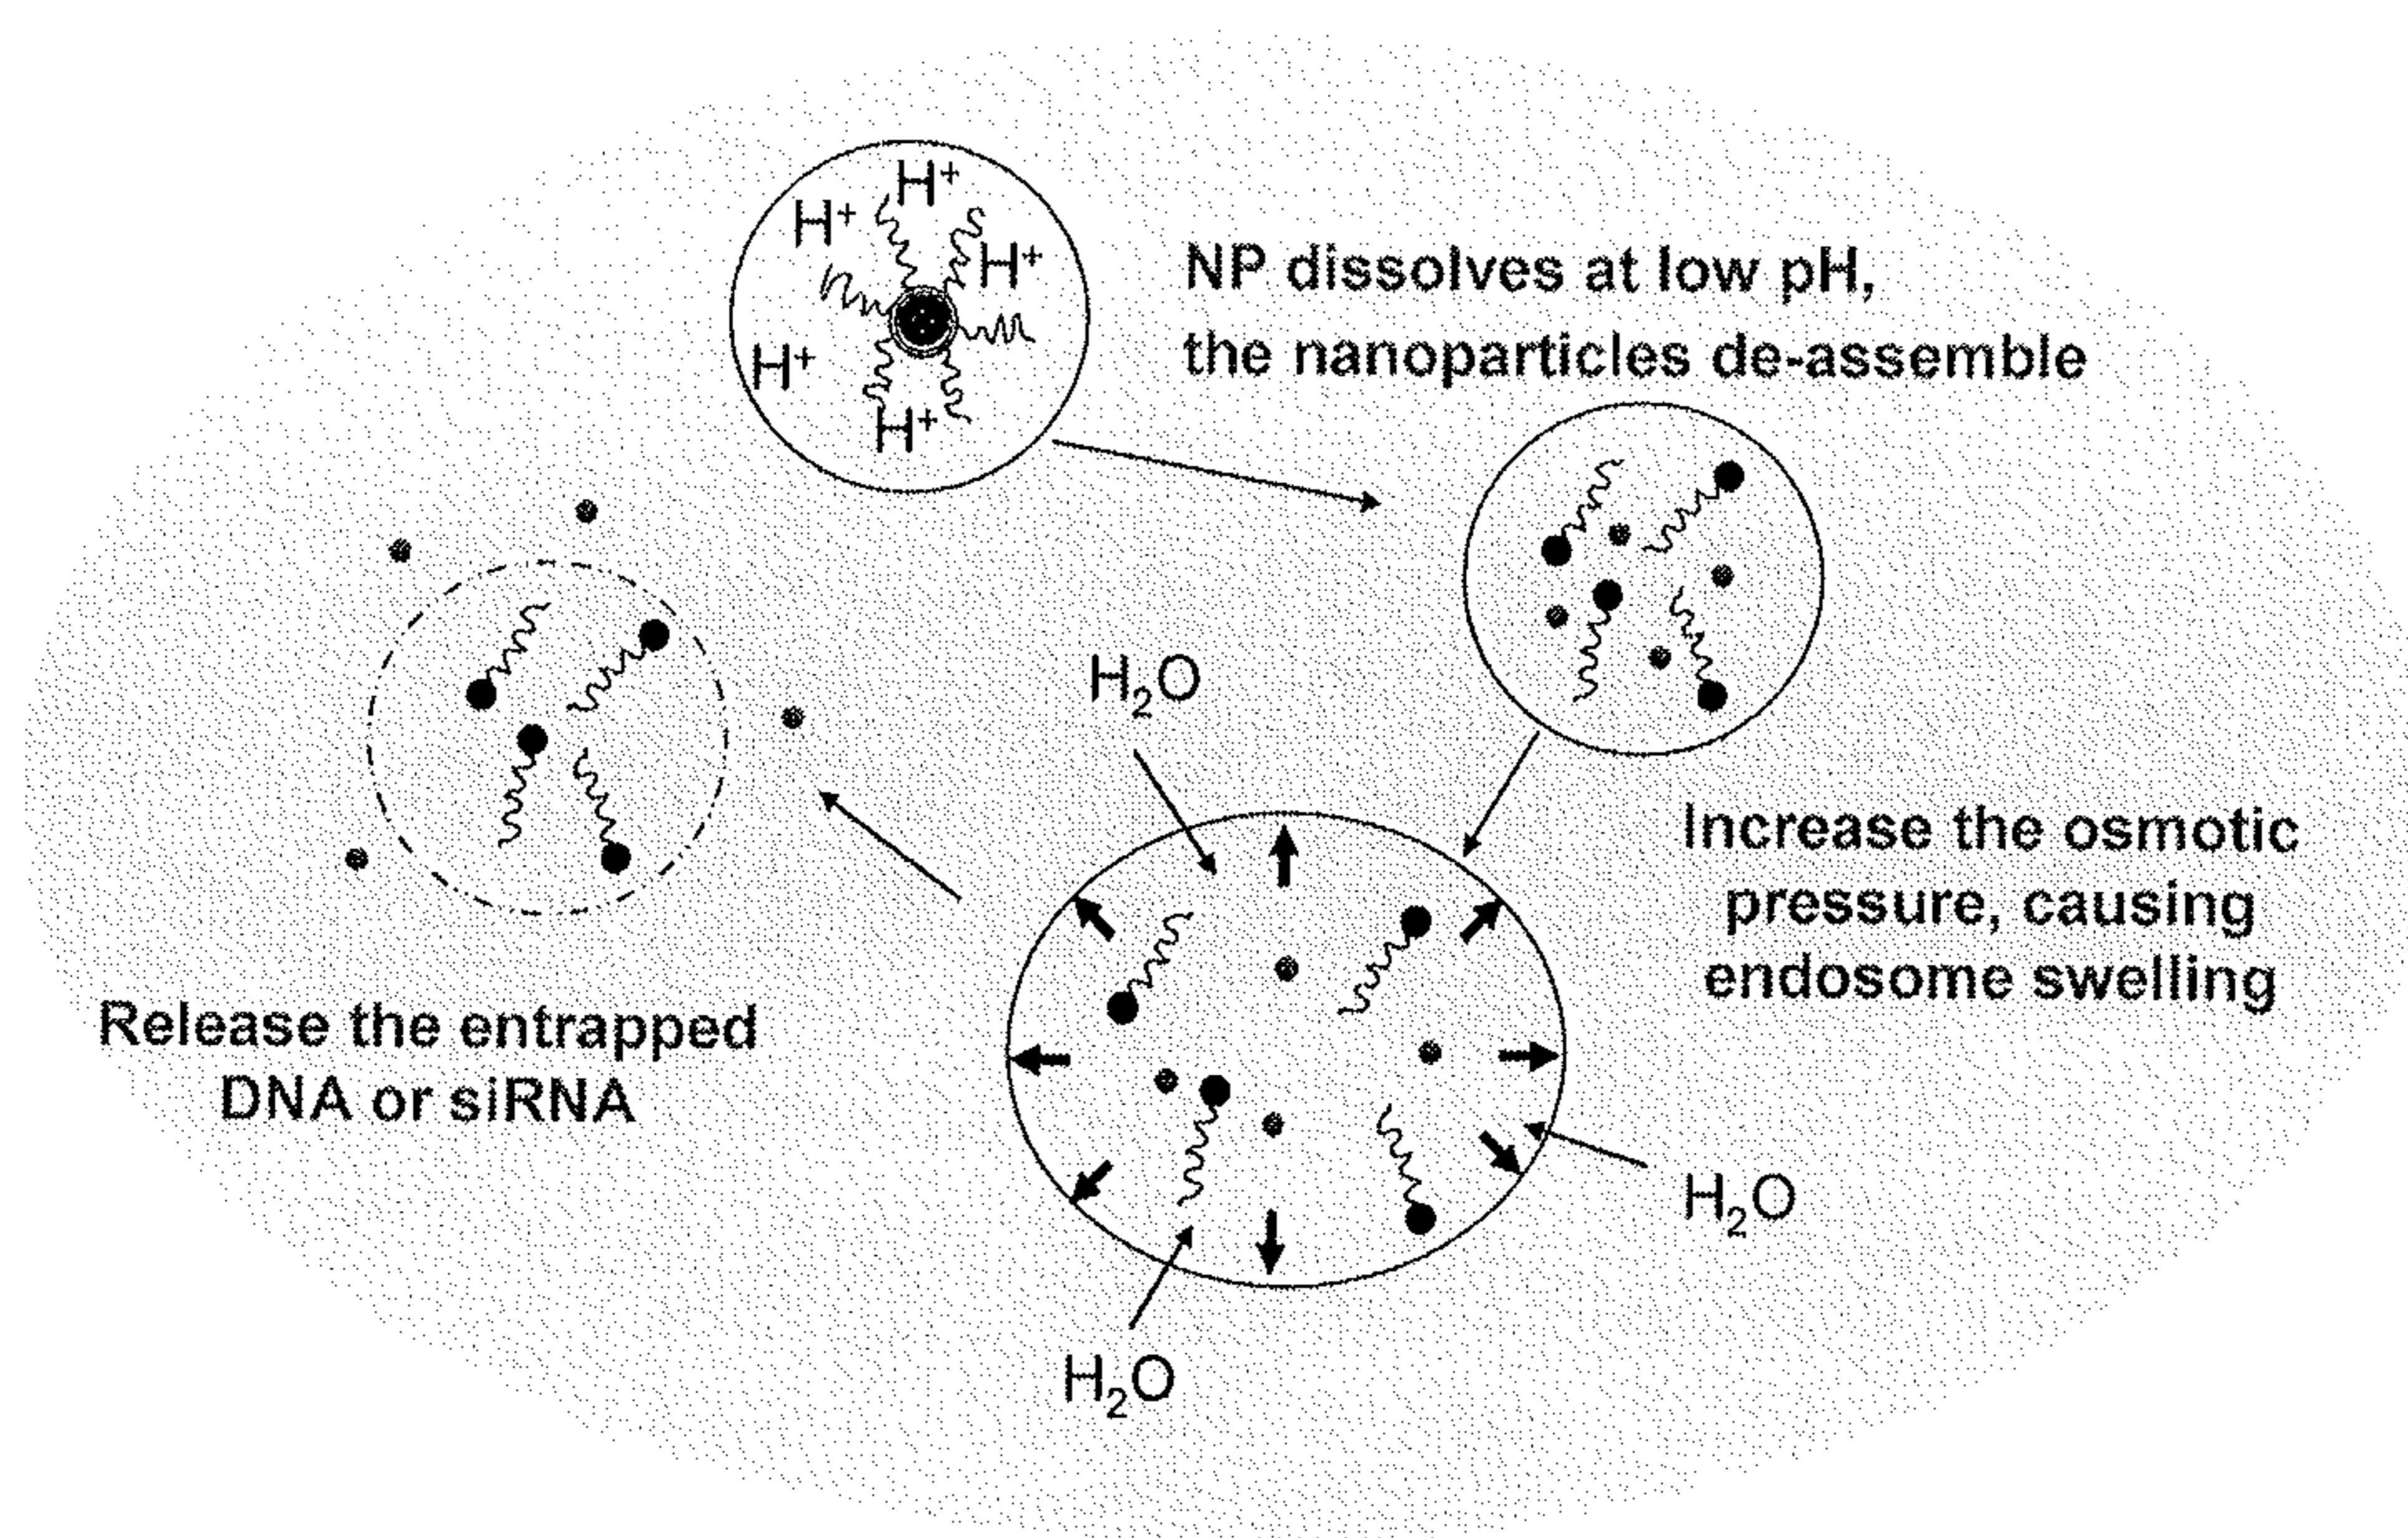 H⁺
H⁺
H⁺
H⁺
H⁺
NP dissolves at low pH,
the nanoparticles de-assemble
H₂O
Increase the osmotic
pressure, causing
endosome swelling
Release the entrapped
DNA or siRNA
H₂O
H₂O